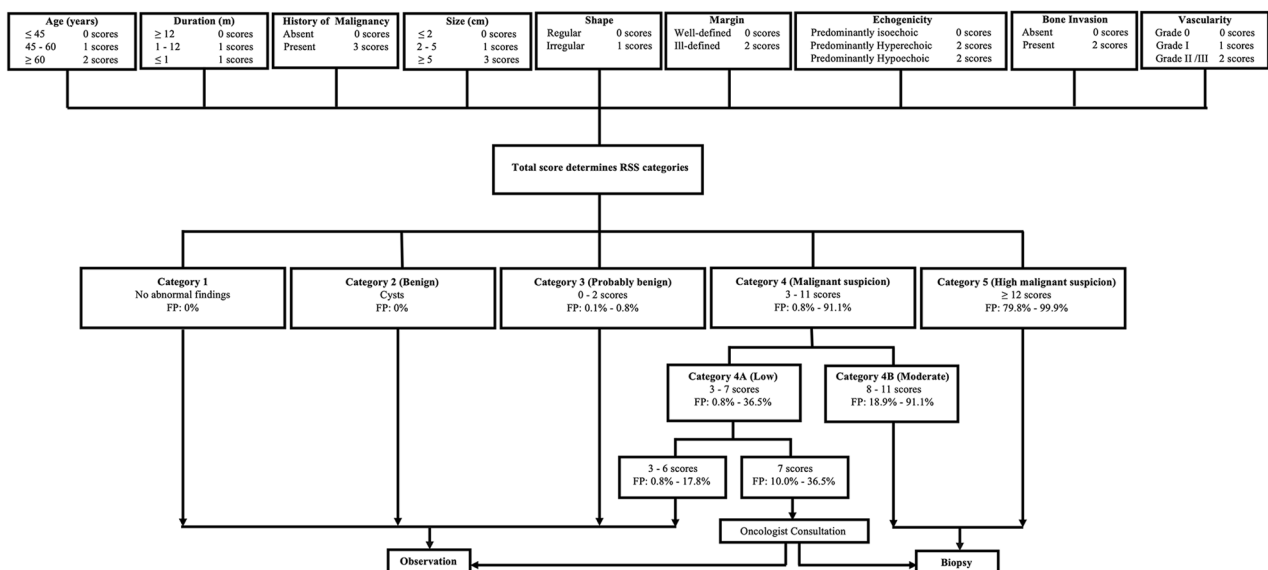 Age (years)
≤ 45 0 scores
45 - 60 1 scores
≥ 60 2 scores
Duration (m)
≥ 12 0 scores
1 - 12 1 scores
≤ 1 1 scores
History of Malignancy
Absent 0 scores
Present 3 scores
Size (cm)
≤ 2 0 scores
2 - 5 1 scores
≥ 5 3 scores
Shape
Regular 0 scores
Irregular 1 scores
Margin
Well-defined 0 scores
Ill-defined 2 scores
Echogenicity
Predominantly isoechoic 0 scores
Predominantly Hyperechoic 2 scores
Predominantly Hypoechoic 2 scores
Bone Invasion
Absent 0 scores
Present 2 scores
Vascularity
Grade 0 0 scores
Grade I 1 scores
Grade II /III 2 scores
Total score determines RSS categories
Category 1
No abnormal findings
FP: 0%
Category 2 (Benign)
Cysts
FP: 0%
Category 3 (Probably benign)
0 - 2 scores
FP: 0.1% - 0.8%
Category 4 (Malignant suspicion)
3 - 11 scores
FP: 0.8% - 91.1%
Category 5 (High malignant suspicion)
≥ 12 scores
FP: 79.8% - 99.9%
Category 4A (Low)
3 - 7 scores
FP: 0.8% - 36.5%
Category 4B (Moderate)
8 - 11 scores
FP: 18.9% - 91.1%
3 - 6 scores
FP: 0.8% - 17.8%
7 scores
FP: 10.0% - 36.5%
Oncologist Consultation
Observation
Biopsy